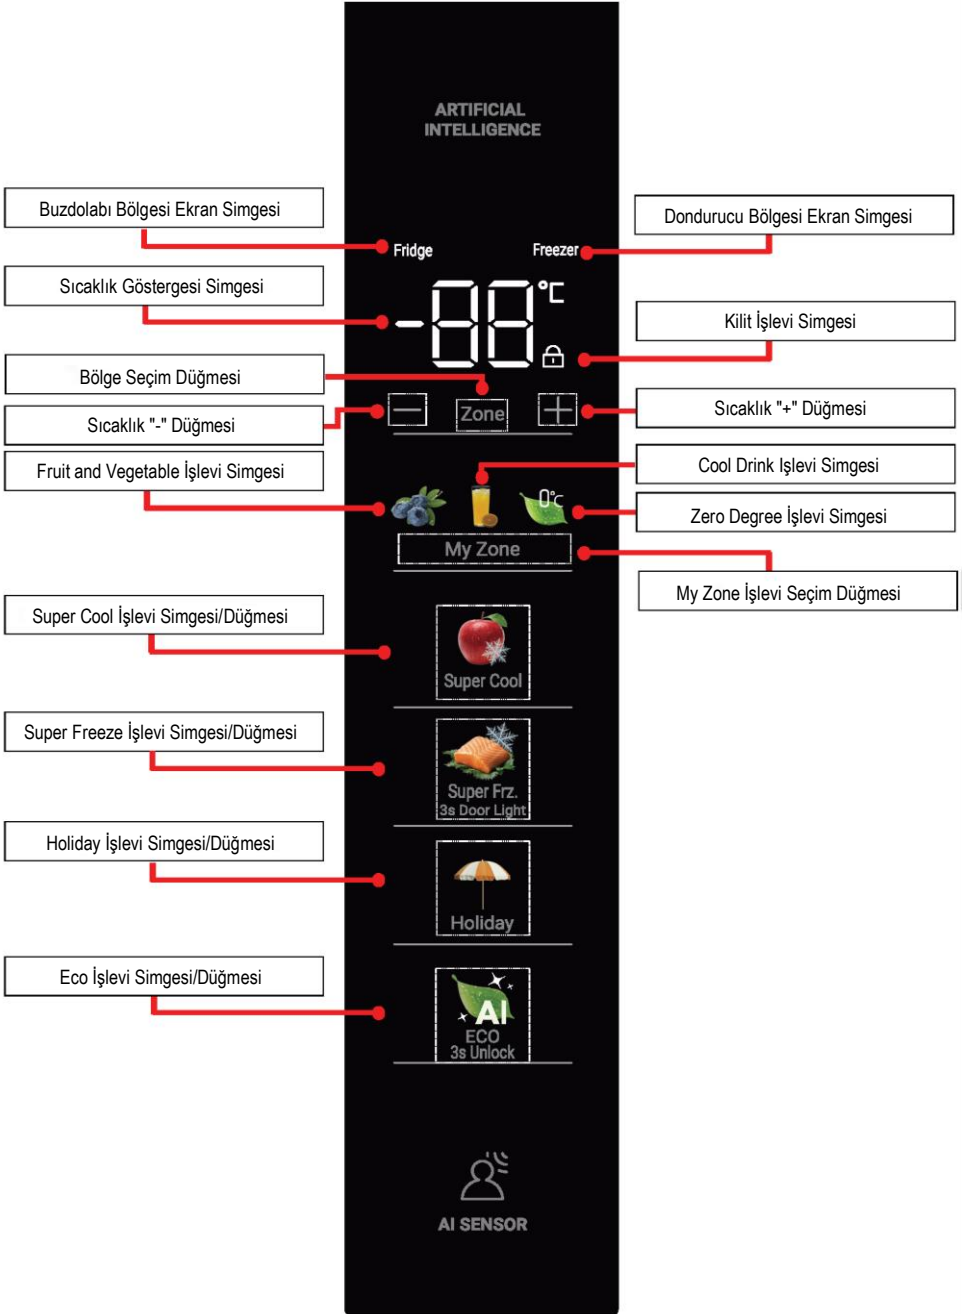 ARTIFICIAL
INTELLIGENCE
Buzdolabı Bölgesi Ekran Simgesi
Dondurucu Bölgesi Ekran Simgesi
Fridge
Freezer
Sıcaklık Göstergesi Simgesi
-88°C
Kilit İşlevi Simgesi
Bölge Seçim Düğmesi
Sıcaklık "-" Düğmesi
Zone
Sıcaklık "+" Düğmesi
Fruit and Vegetable İşlevi Simgesi
Cool Drink Işlevi Simgesi
0°c
Zero Degree İşlevi Simgesi
My Zone
My Zone İşlevi Seçim Düğmesi
Super Cool İşlevi Simgesi/Düğmesi
Super Cool
Super Freeze İşlevi Simgesi/Düğmesi
Super Frz.
3s Door Light
Holiday İşlevi Simgesi/Düğmesi
Holiday
Eco İşlevi Simgesi/Düğmesi
AI
ECO
3s Unlock
AI SENSOR